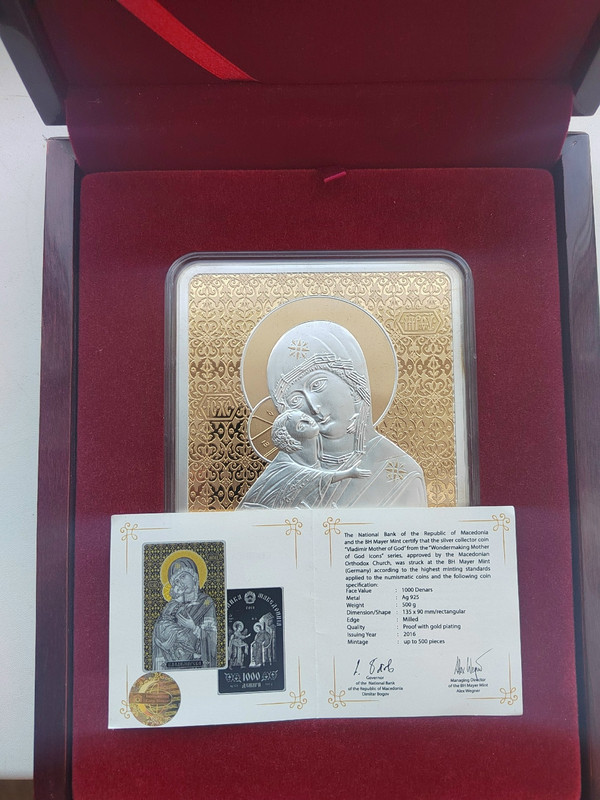 The National Bank of the Republic of Macedonia
and the BH Mayer Mint certify that the silver collector coin
"Vladimir Mother of God" from the "Wondermaking Mother
of God Icons" series, approved by the Macedonian
Orthodox Church, was struck at the BH Mayer Mint
(Germany) according to the highest minting standards
applied to the numismatic coins and the following coin
specification:
Face Value : 1000 Denars
Metal : Ag 925
Weight : 500 g
Dimension/Shape : 135 x 90 mm/rectangular
Edge : Milled
Quality : Proof with gold plating
Issuing Year : 2016
Mintage : up to 500 pieces
Governor
of the National Bank
of the Republic of Macedonia
Dimitar Bogov
Managing Director
of the BH Mayer Mint
Alex Wegner
1000